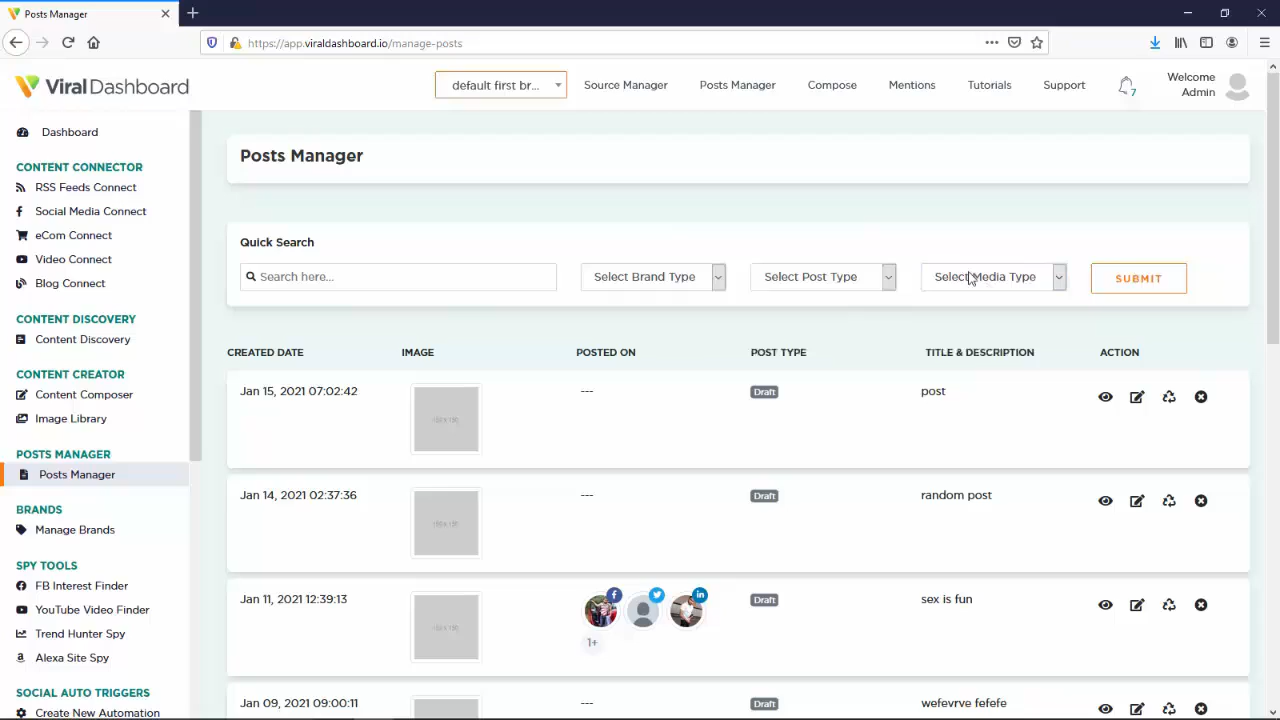 Posts Manager
https://app.viraldashboard.io/manage-posts
Viral Dashboard
default first br...
Source Manager
Posts Manager
Compose
Mentions
Tutorials
Support
7
Welcome
Admin
Dashboard
CONTENT CONNECTOR
RSS Feeds Connect
Social Media Connect
eCom Connect
Video Connect
Blog Connect
CONTENT DISCOVERY
Content Discovery
CONTENT CREATOR
Content Composer
Image Library
POSTS MANAGER
Posts Manager
BRANDS
Manage Brands
SPY TOOLS
FB Interest Finder
YouTube Video Finder
Trend Hunter Spy
Alexa Site Spy
SOCIAL AUTO TRIGGERS
Create New Automation
Posts Manager
Quick Search
Search here...
Select Brand Type
Select Post Type
Select Media Type
SUBMIT
CREATED DATE IMAGE POSTED ON POST TYPE TITLE & DESCRIPTION ACTION
Jan 15, 2021 07:02:42 --- Draft post
Jan 14, 2021 02:37:36 --- Draft random post
Jan 11, 2021 12:39:13 Draft sex is fun
1+
Jan 09, 2021 09:00:11 --- Draft wefevrve fefefe